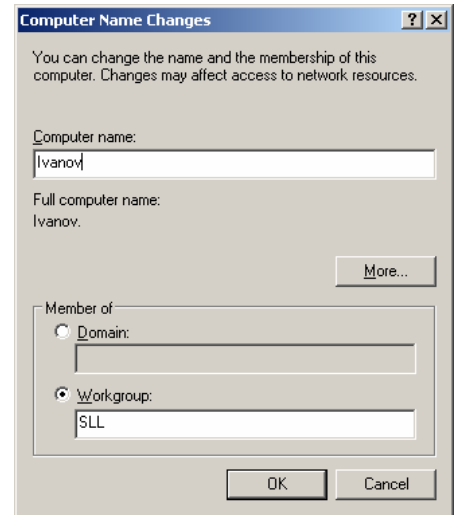 Computer Name Changes
You can change the name and the membership of this
computer. Changes may affect access to network resources.
Computer name:
Ivanov
Full computer name:
Ivanov.
More...
Member of
Domain:
Workgroup:
SLL
OK Cancel